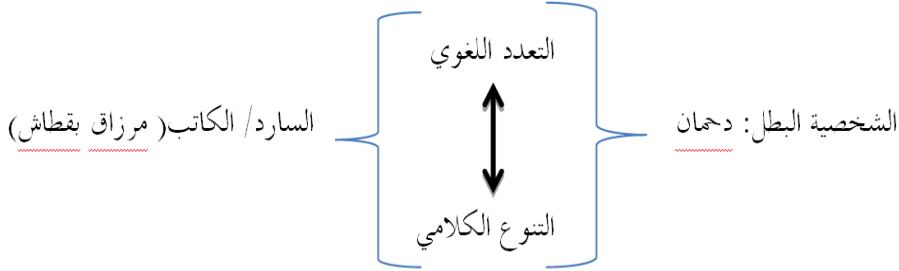 التعدد اللغوي
الشخصية البطل: دحمان
السارد/ الكاتب( مرزاق بقطاش)
التنوع الكلامي